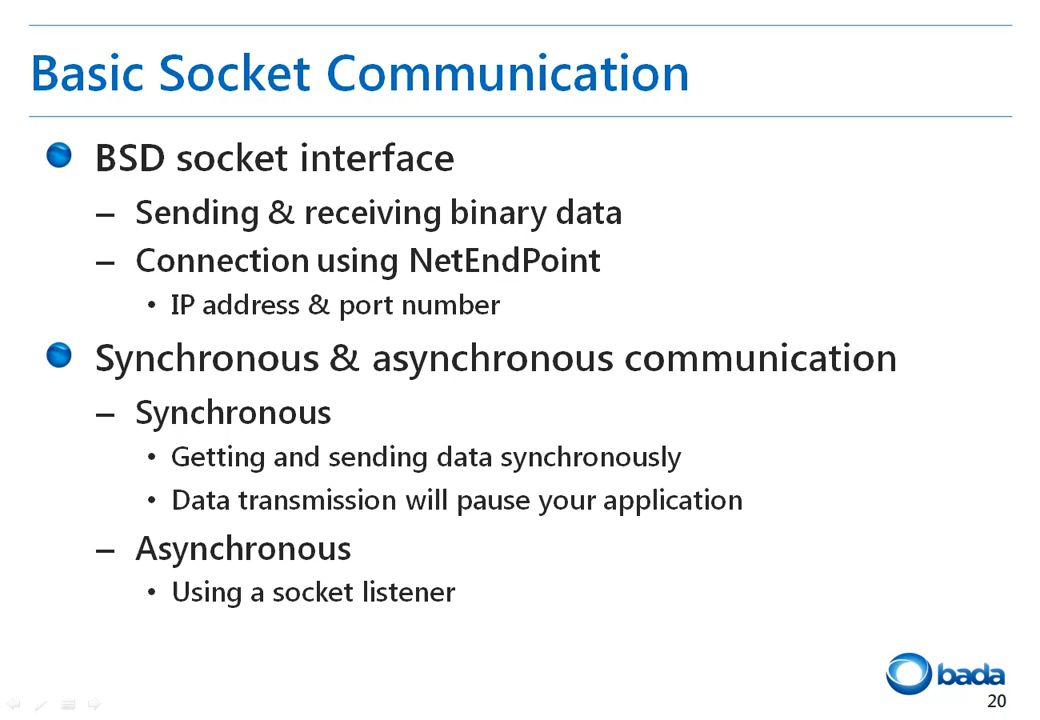 Basic Socket Communication
BSD socket interface
– Sending & receiving binary data
– Connection using NetEndPoint
• IP address & port number
Synchronous & asynchronous communication
– Synchronous
• Getting and sending data synchronously
• Data transmission will pause your application
– Asynchronous
• Using a socket listener
bada
20